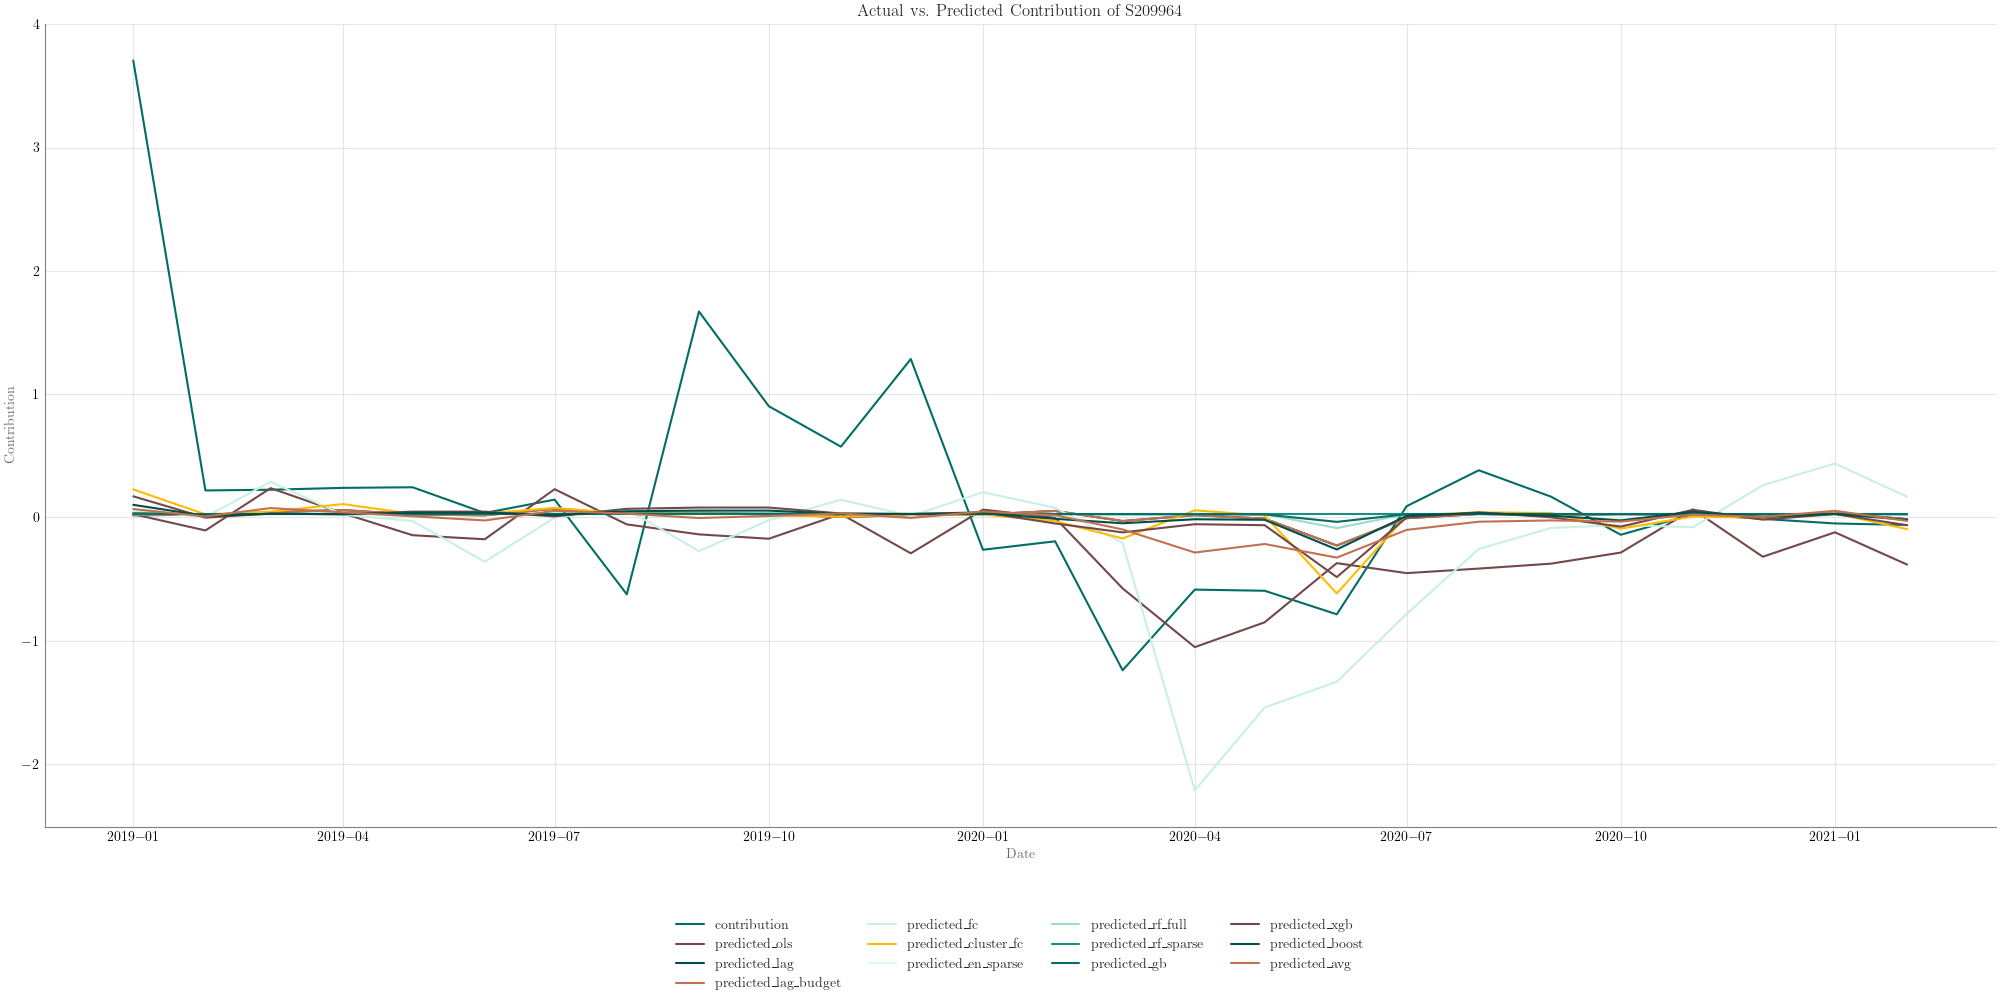 Actual vs. Predicted Contribution of S209964
4
3
2
1
0
−1
−2
Contribution
2019−01 2019−04 2019−07 2019−10 2020−01 2020−04 2020−07 2020−10 2021−01
Date
contribution predicted_fc predicted_rf_full predicted_xgb
predicted_ols predicted_cluster_fc predicted_rf_sparse predicted_boost
predicted_lag predicted_en_sparse predicted_gb predicted_avg
predicted_lag_budget